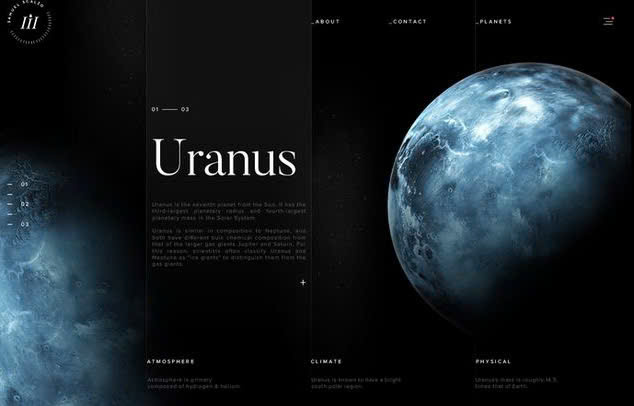 SAMUEL SCALZO
_ABOUT
_CONTACT
_PLANETS
01 — 03
Uranus
01
02
03
Uranus is the seventh planet from the Sun. It has the
third-largest planetary radius and fourth-largest
planetary mass in the Solar System.
Uranus is similar in composition to Neptune, and
both have different bulk chemical composition from
that of the larger gas giants Jupiter and Saturn. For
this reason, scientists often classify Uranus and
Neptune as "ice giants" to distinguish them from the
gas giants.
+
ATMOSPHERE
Atmosphere is primary
composed of hydrogen & helium.
CLIMATE
Uranus is known to have a bright
south polar region.
PHYSICAL
Uranus mass is roughly 14.5
times that of Earth.